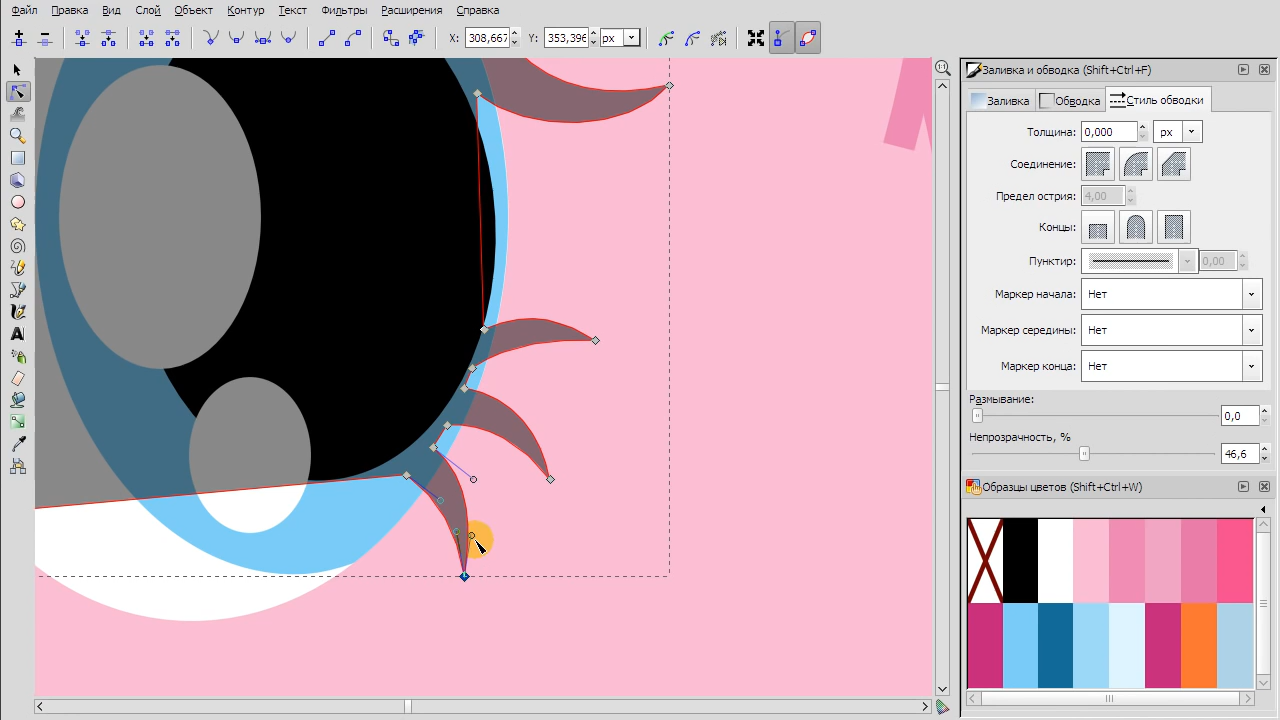 Файл Правка Вид Слой Объект Контур Текст Фильтры Расширения Справка
X: 308,667 Y: 353,396 px
Заливка и обводка (Shift+Ctrl+F)
Заливка Обводка Стиль обводки
Толщина: 0,000 px
Соединение:
Предел острия: 4,00
Концы:
Пунктир: 0,00
Маркер начала: Нет
Маркер середины: Нет
Маркер конца: Нет
Размывание:
0,0
Непрозрачность, %
46,6
Образцы цветов (Shift+Ctrl+W)